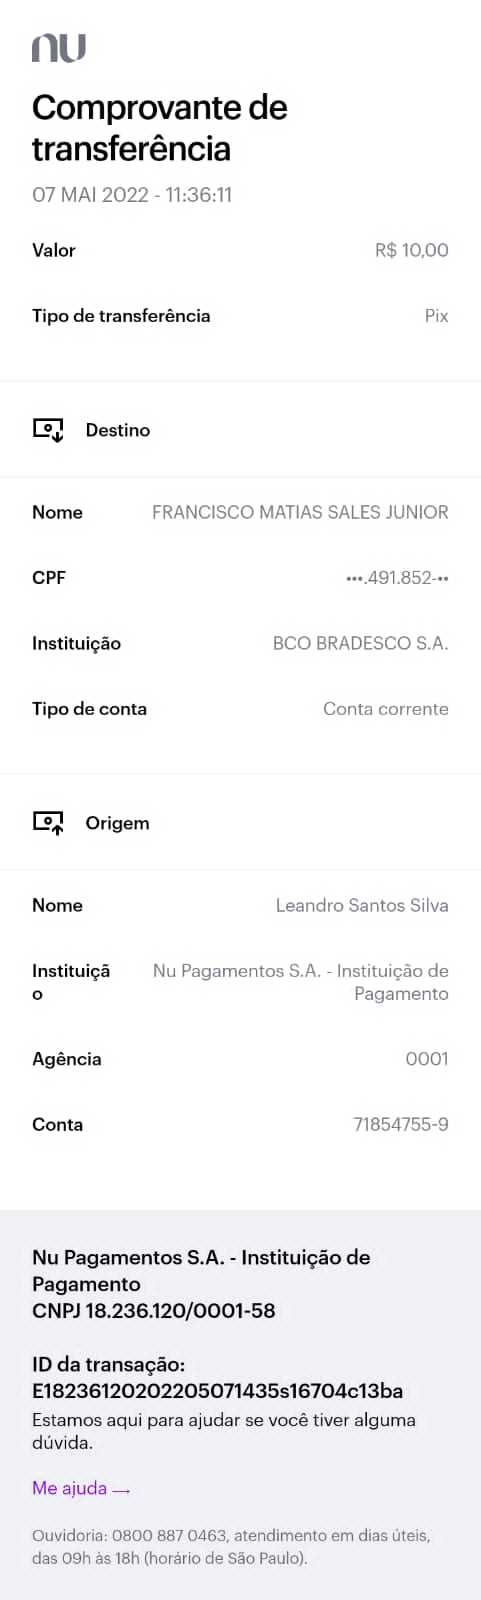 nu
Comprovante de
transferência
07 MAI 2022 - 11:36:11
Valor R$ 10,00
Tipo de transferência Pix
Destino
Nome FRANCISCO MATIAS SALES JUNIOR
CPF •••.491.852-••
Instituição BCO BRADESCO S.A.
Tipo de conta Conta corrente
Origem
Nome Leandro Santos Silva
Instituiçã Nu Pagamentos S.A. - Instituição de
o Pagamento
Agência 0001
Conta 71854755-9
Nu Pagamentos S.A. - Instituição de
Pagamento
CNPJ 18.236.120/0001-58
ID da transação:
E18236120202205071435s16704c13ba
Estamos aqui para ajudar se você tiver alguma
dúvida.
Me ajuda →
Ouvidoria: 0800 887 0463, atendimento em dias úteis,
das 09h às 18h (horário de São Paulo).